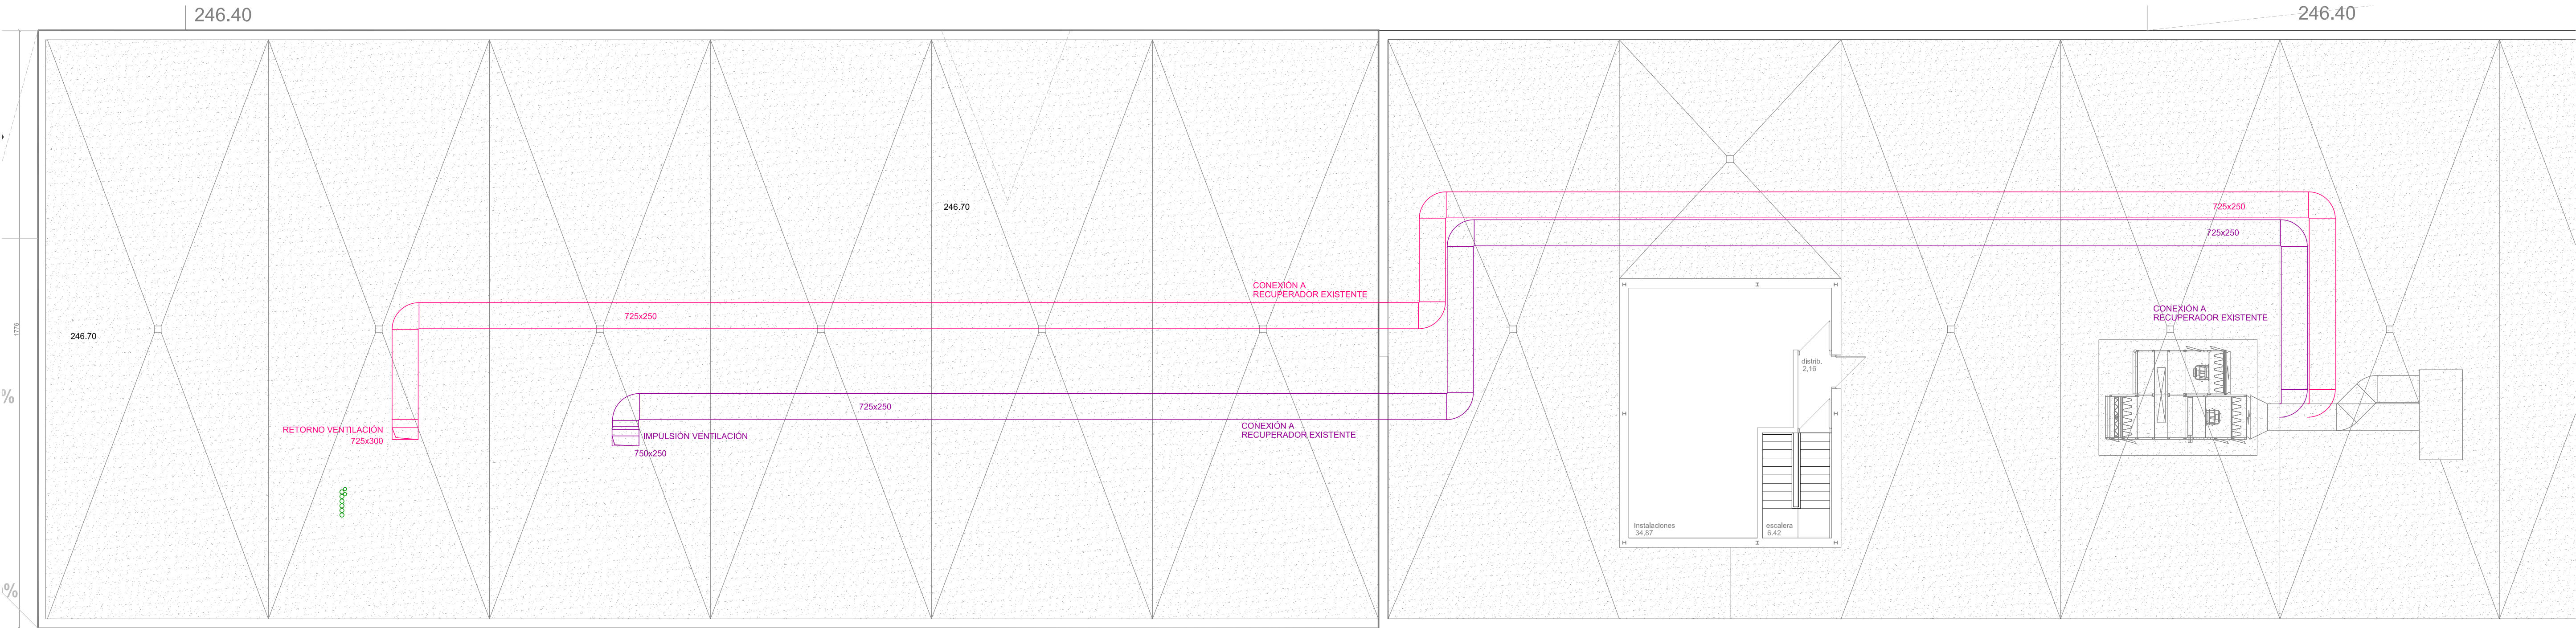 246.40
246.40
246.70
725x250
725x250
CONEXIÓN A
RECUPERADOR EXISTENTE
CONEXIÓN A
RECUPERADOR EXISTENTE
725x250
1776
246.70
distrib.
2,16
%
725x250
RETORNO VENTILACIÓN
725x300
IMPULSIÓN VENTILACIÓN
750x250
CONEXIÓN A
RECUPERADOR EXISTENTE
instalaciones
34,87
escalera
6,42
%